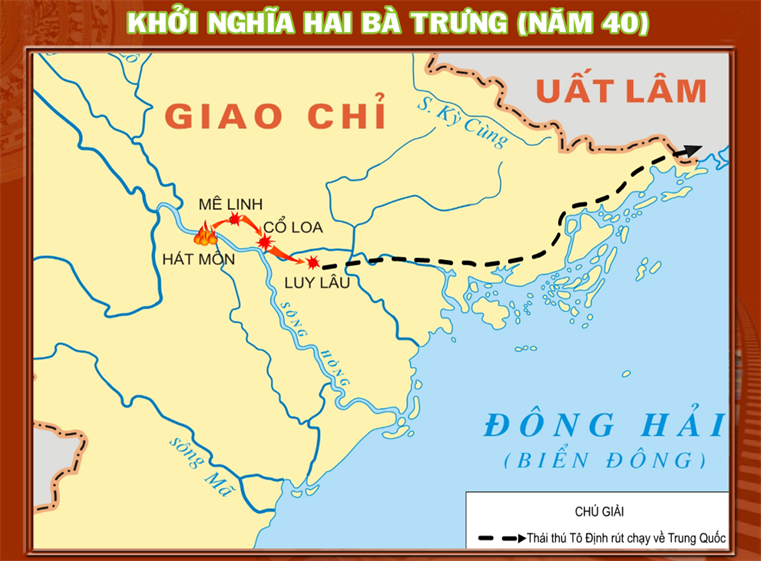 KHỞI NGHĨA HAI BÀ TRƯNG (NĂM 40)
UẤT LÂM
GIAO CHỈ
S. Kỳ Cùng
MÊ LINH
CỔ LOA
HÁT MÔN
LUY LÂU
SÔNG HỒNG
ĐÔNG HẢI
(BIỂN ĐÔNG)
sông Mã
CHÚ GIẢI
Thái thú Tô Định rút chạy về Trung Quốc